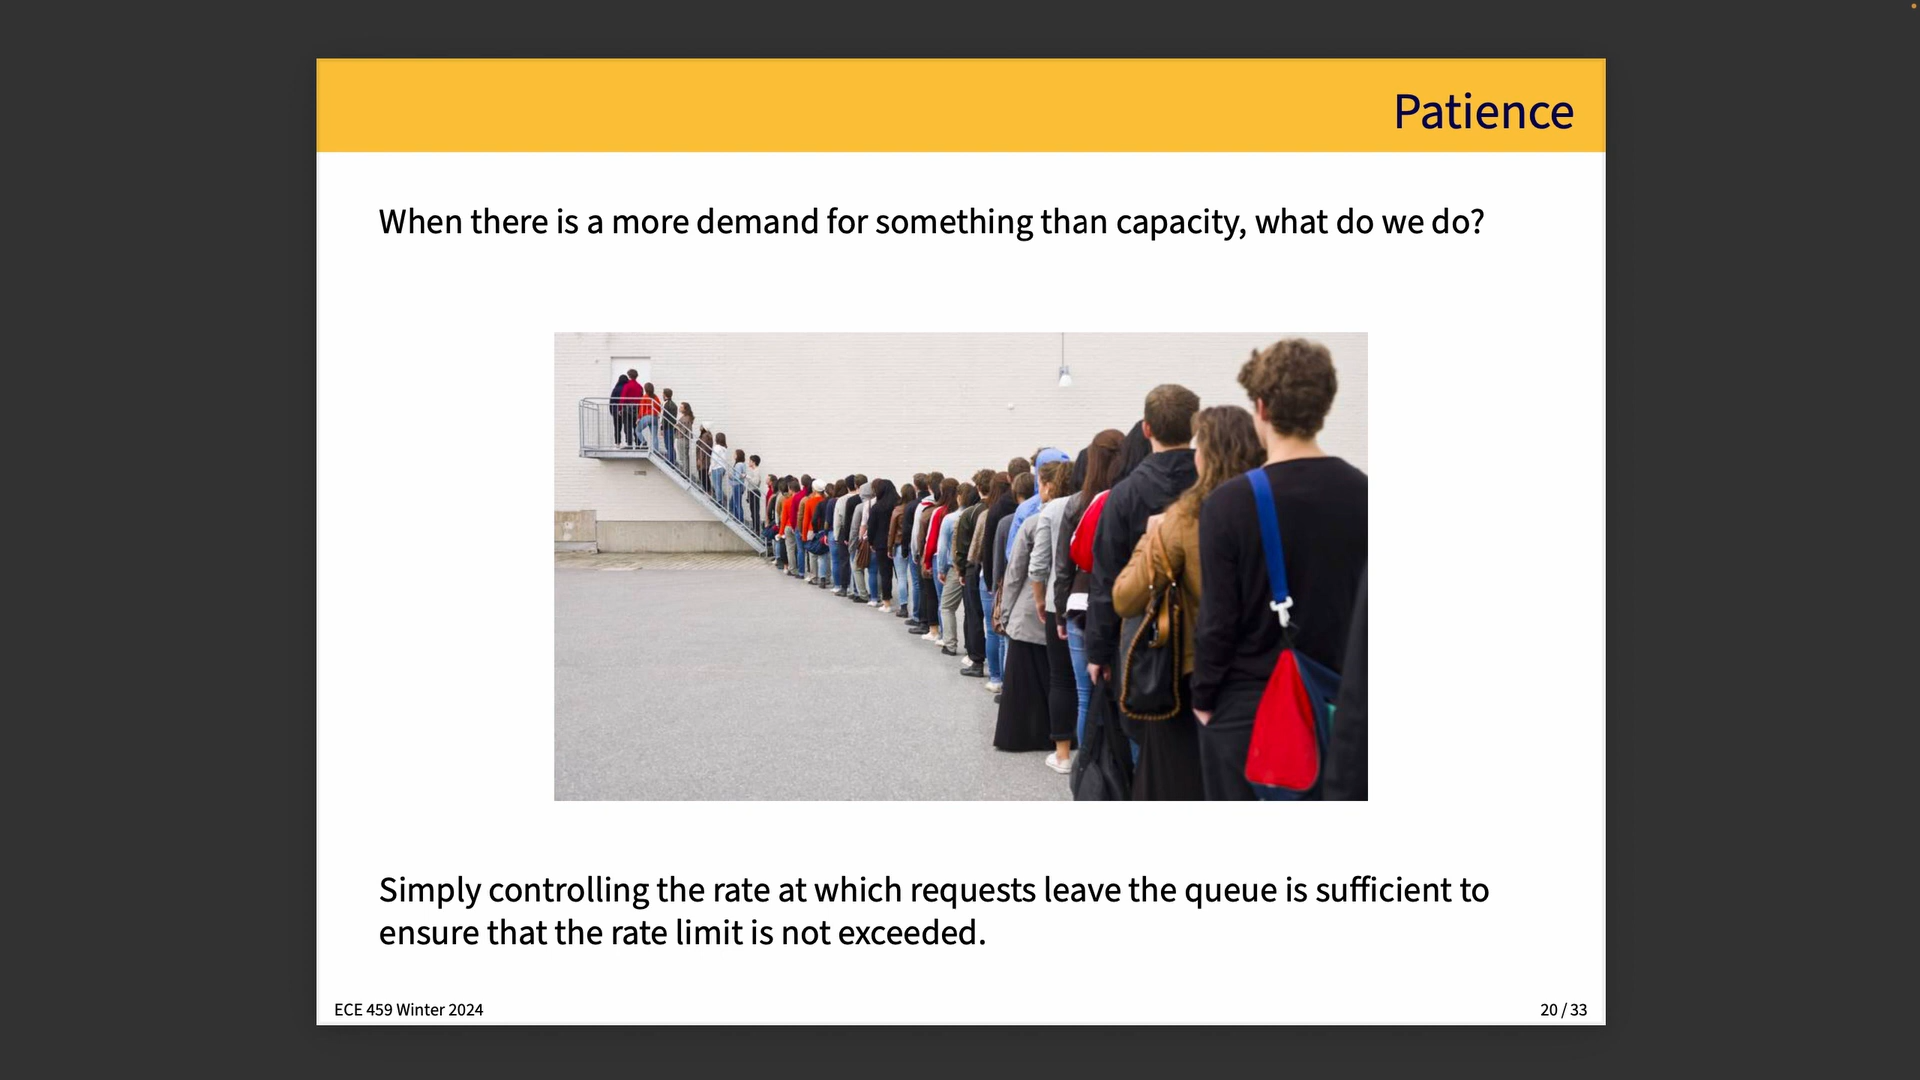 Patience
When there is a more demand for something than capacity, what do we do?
Simply controlling the rate at which requests leave the queue is sufficient to
ensure that the rate limit is not exceeded.
ECE 459 Winter 2024
20 / 33